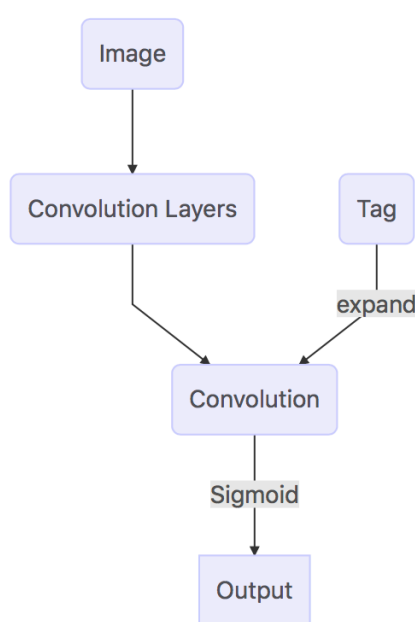 Image
Convolution Layers
Tag
expand
Convolution
Sigmoid
Output